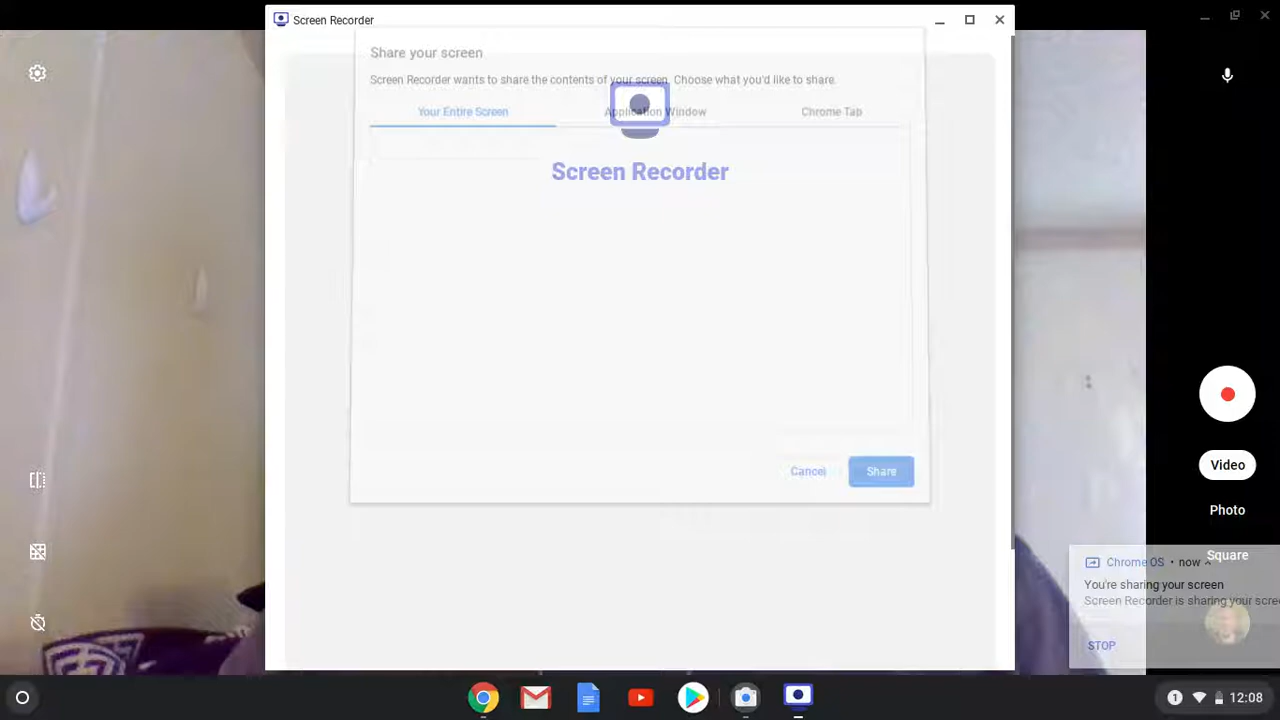 Screen Recorder
Share your screen
Screen Recorder wants to share the contents of your screen. Choose what you'd like to share.
Your Entire Screen
Application Window
Chrome Tab
Screen Recorder
Cancel
Share
Video
Photo
Square
Chrome OS • now
You're sharing your screen
Screen Recorder is sharing your
STOP
1
12:08